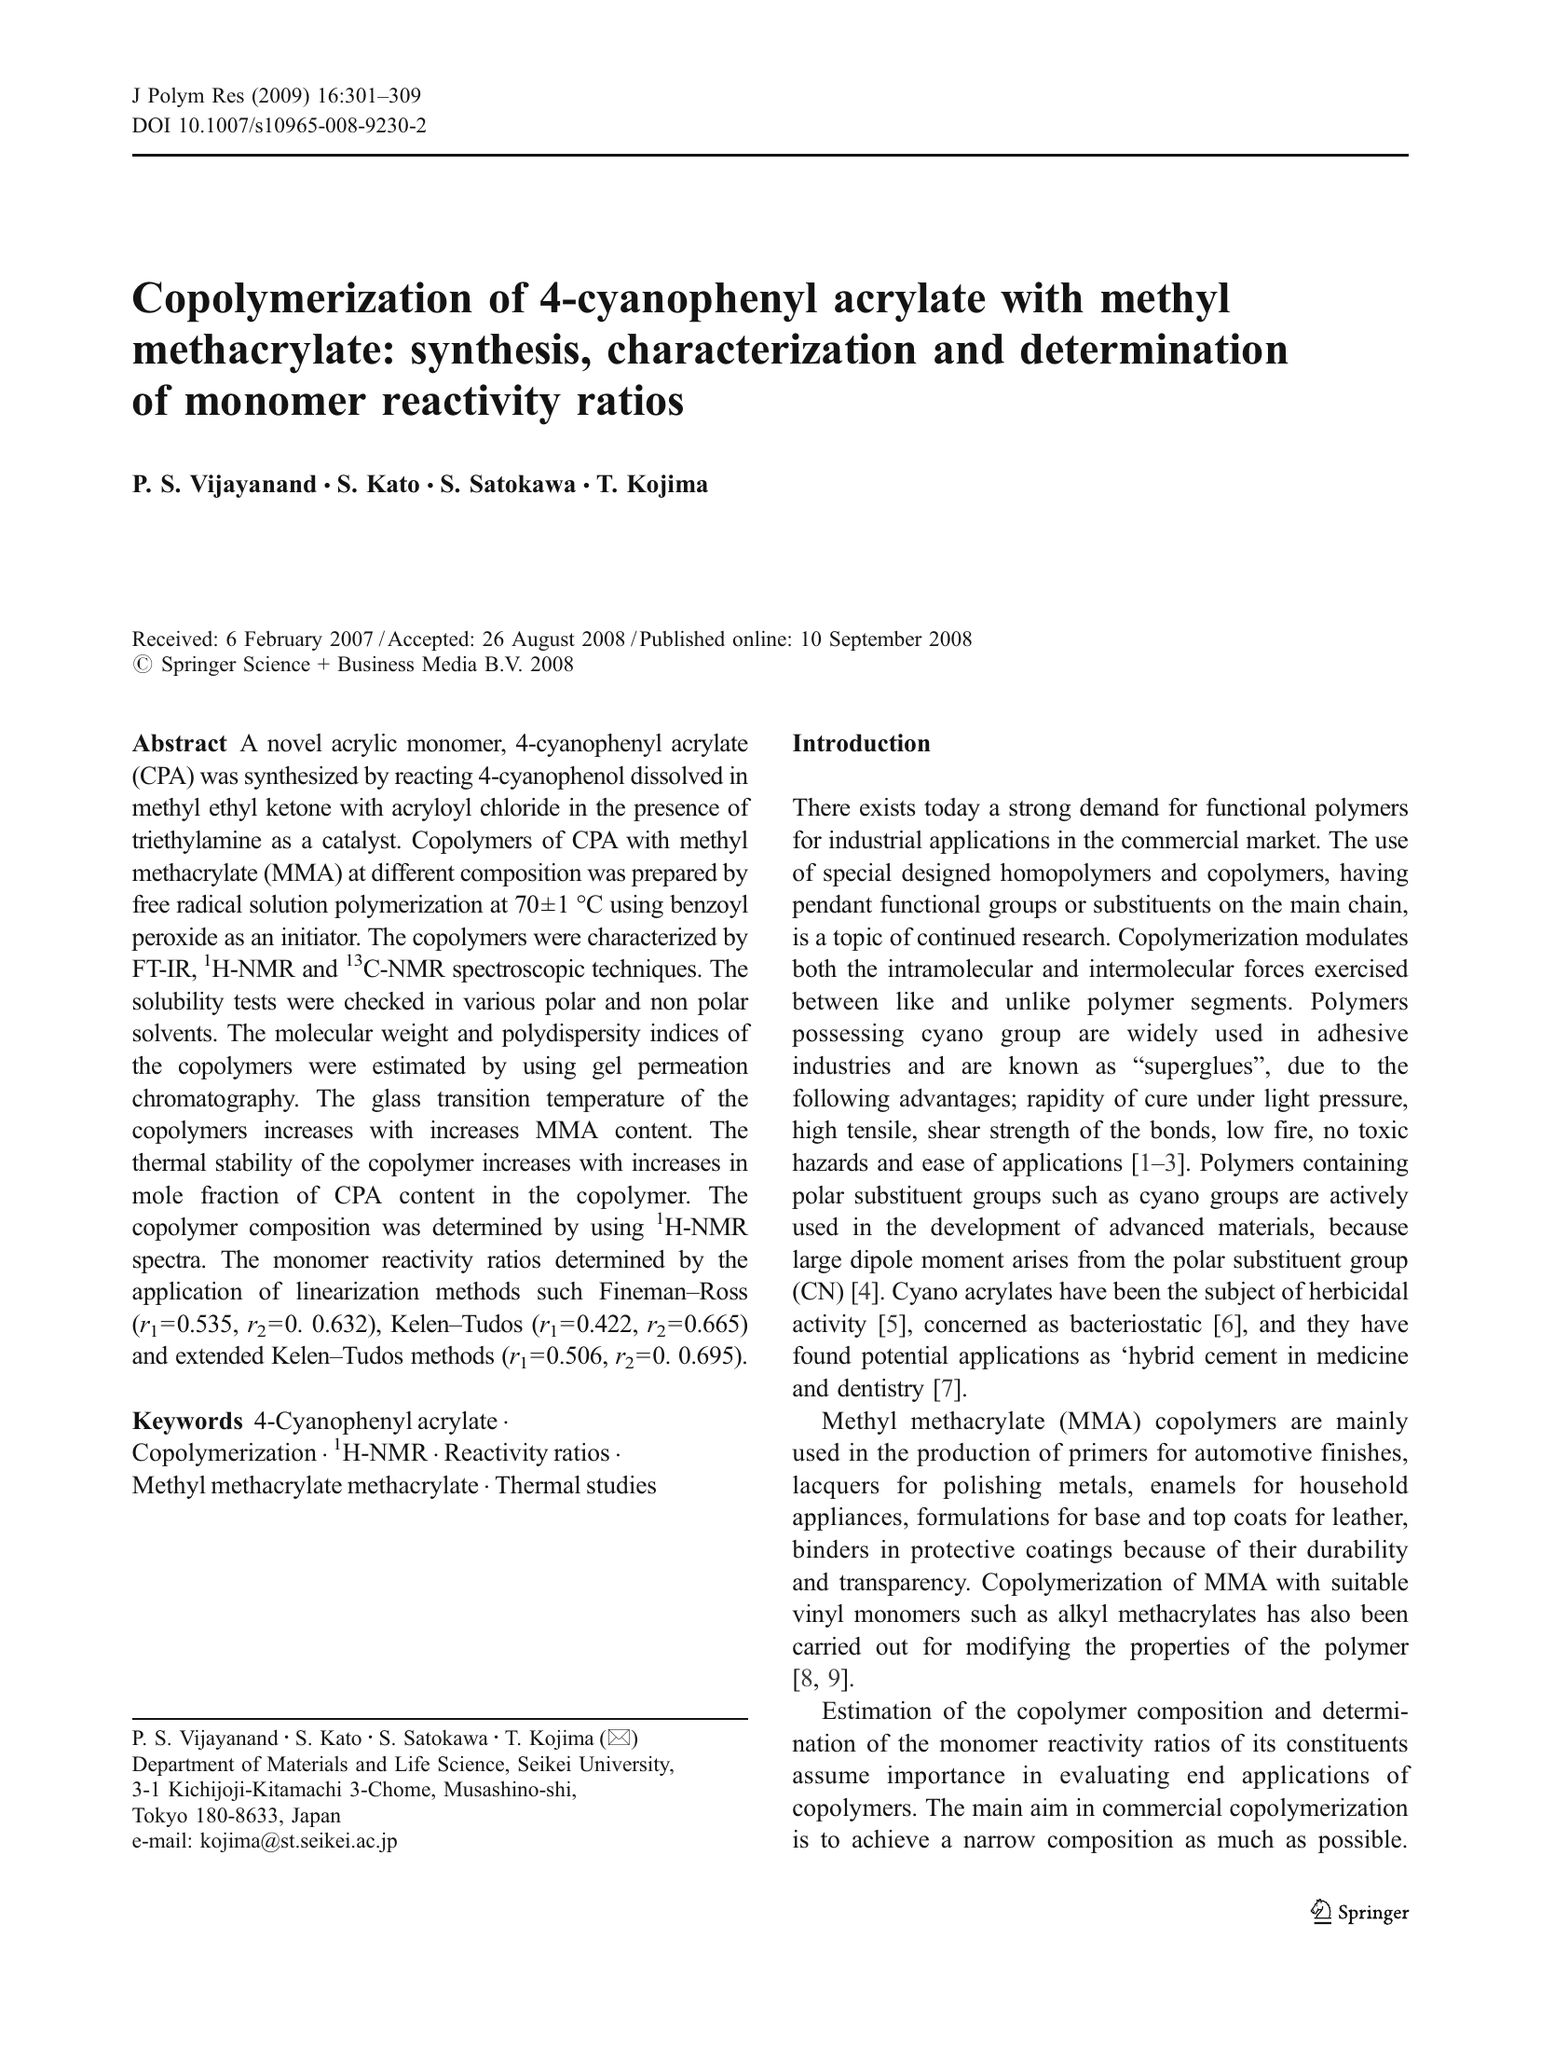 J Polym Res (2009) 16:301–309
DOI 10.1007/s10965-008-9230-2
Copolymerization of 4-cyanophenyl acrylate with methyl
methacrylate: synthesis, characterization and determination
of monomer reactivity ratios
P. S. Vijayanand · S. Kato · S. Satokawa · T. Kojima
Received: 6 February 2007 / Accepted: 26 August 2008 / Published online: 10 September 2008
© Springer Science + Business Media B.V. 2008
Abstract A novel acrylic monomer, 4-cyanophenyl acrylate
(CPA) was synthesized by reacting 4-cyanophenol dissolved in
methyl ethyl ketone with acryloyl chloride in the presence of
triethylamine as a catalyst. Copolymers of CPA with methyl
methacrylate (MMA) at different composition was prepared by
free radical solution polymerization at 70±1 °C using benzoyl
peroxide as an initiator. The copolymers were characterized by
FT-IR, ¹H-NMR and ¹³C-NMR spectroscopic techniques. The
solubility tests were checked in various polar and non polar
solvents. The molecular weight and polydispersity indices of
the copolymers were estimated by using gel permeation
chromatography. The glass transition temperature of the
copolymers increases with increases MMA content. The
thermal stability of the copolymer increases with increases in
mole fraction of CPA content in the copolymer. The
copolymer composition was determined by using ¹H-NMR
spectra. The monomer reactivity ratios determined by the
application of linearization methods such Fineman–Ross
(r₁=0.535, r₂=0. 0.632), Kelen–Tudos (r₁=0.422, r₂=0.665)
and extended Kelen–Tudos methods (r₁=0.506, r₂=0. 0.695).
Keywords 4-Cyanophenyl acrylate ·
Copolymerization · ¹H-NMR · Reactivity ratios ·
Methyl methacrylate methacrylate · Thermal studies
P. S. Vijayanand · S. Kato · S. Satokawa · T. Kojima (✉)
Department of Materials and Life Science, Seikei University,
3-1 Kichijoji-Kitamachi 3-Chome, Musashino-shi,
Tokyo 180-8633, Japan
e-mail: kojima@st.seikei.ac.jp
Introduction
There exists today a strong demand for functional polymers
for industrial applications in the commercial market. The use
of special designed homopolymers and copolymers, having
pendant functional groups or substituents on the main chain,
is a topic of continued research. Copolymerization modulates
both the intramolecular and intermolecular forces exercised
between like and unlike polymer segments. Polymers
possessing cyano group are widely used in adhesive
industries and are known as “superglues”, due to the
following advantages; rapidity of cure under light pressure,
high tensile, shear strength of the bonds, low fire, no toxic
hazards and ease of applications [1–3]. Polymers containing
polar substituent groups such as cyano groups are actively
used in the development of advanced materials, because
large dipole moment arises from the polar substituent group
(CN) [4]. Cyano acrylates have been the subject of herbicidal
activity [5], concerned as bacteriostatic [6], and they have
found potential applications as ‘hybrid cement in medicine
and dentistry [7].
Methyl methacrylate (MMA) copolymers are mainly
used in the production of primers for automotive finishes,
lacquers for polishing metals, enamels for household
appliances, formulations for base and top coats for leather,
binders in protective coatings because of their durability
and transparency. Copolymerization of MMA with suitable
vinyl monomers such as alkyl methacrylates has also been
carried out for modifying the properties of the polymer
[8, 9].
Estimation of the copolymer composition and determi-
nation of the monomer reactivity ratios of its constituents
assume importance in evaluating end applications of
copolymers. The main aim in commercial copolymerization
is to achieve a narrow composition as much as possible.
Springer